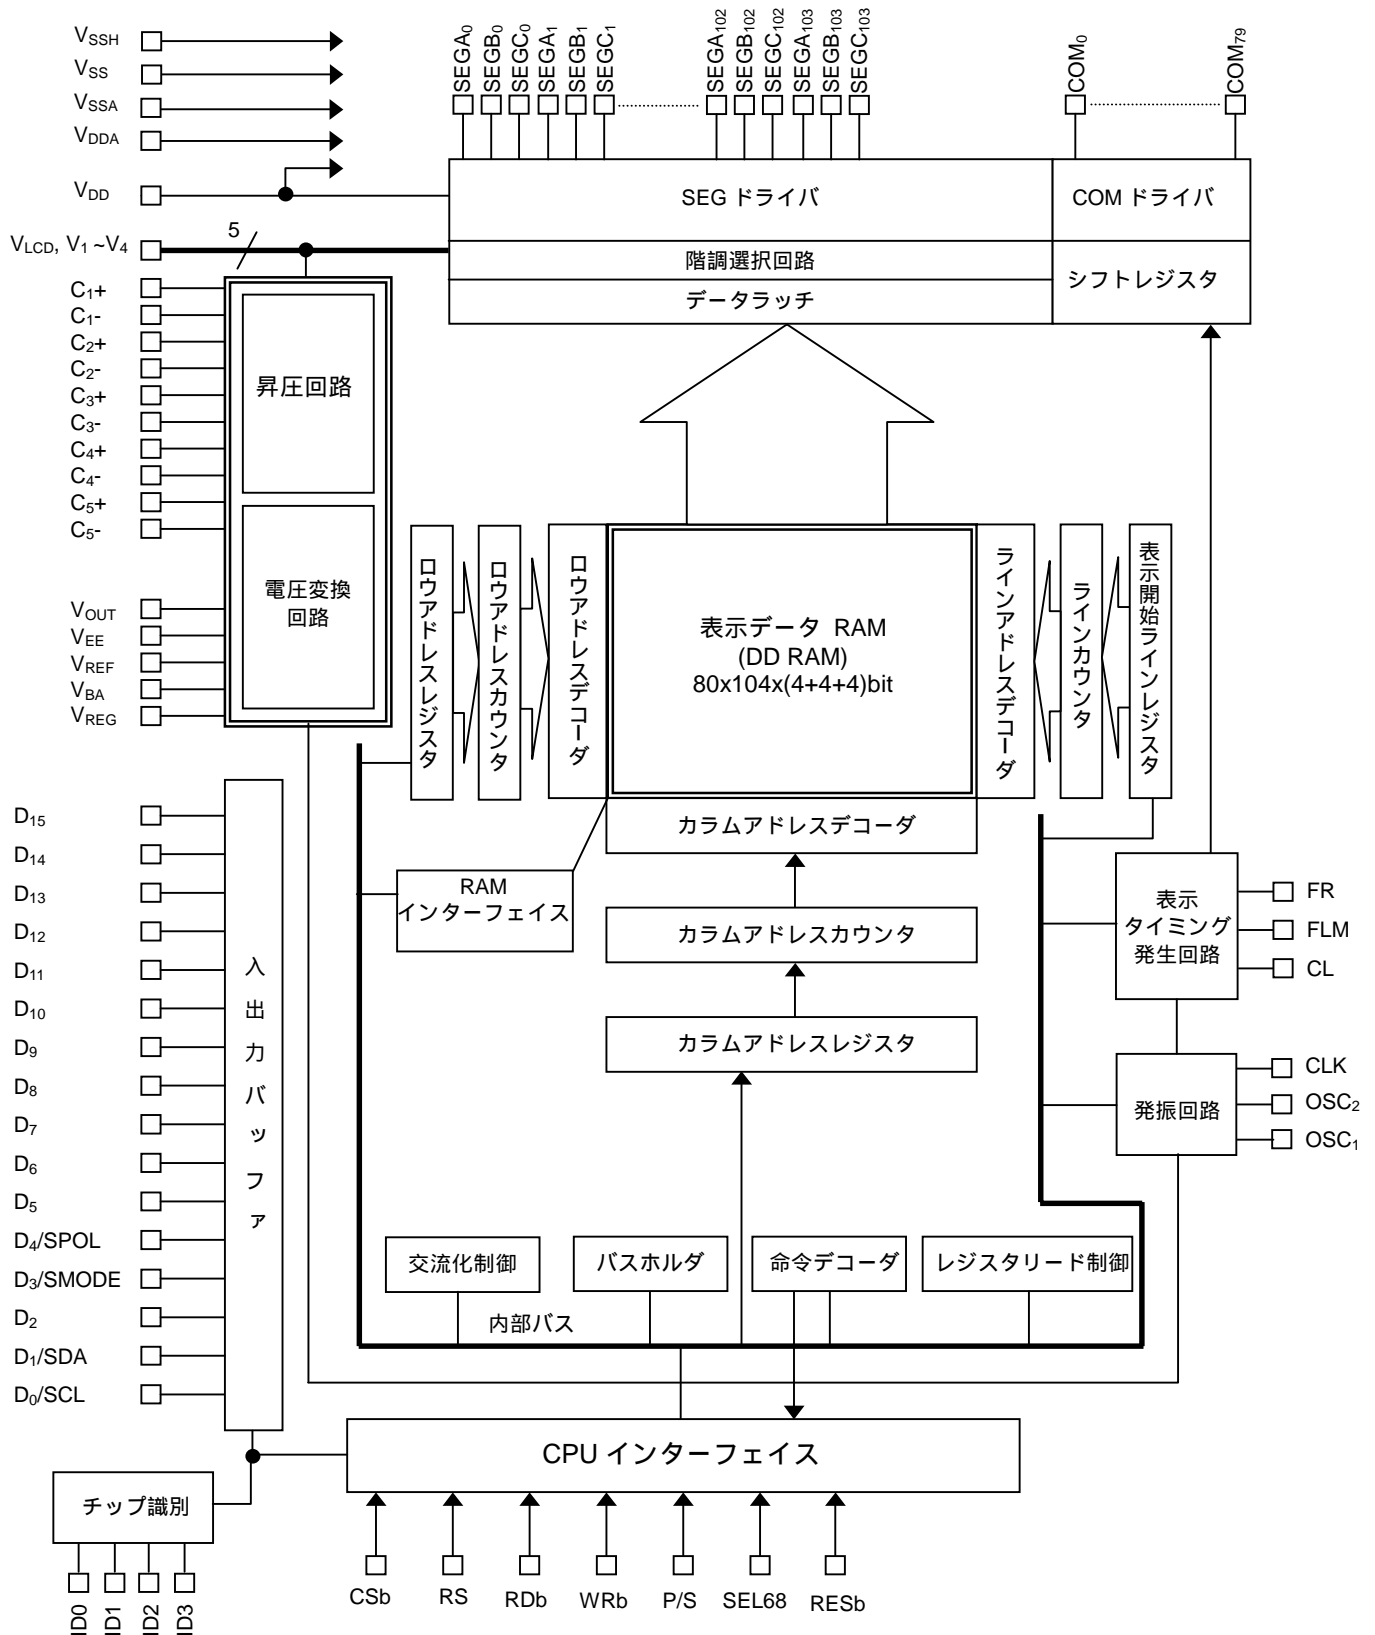 VSSH
VSS
VSSA
VDDA
VDD
VLCD, V1 ~V4
5
SEGA0
SEGB0
SEGC0
SEGA1
SEGB1
SEGC1
SEGA102
SEGB102
SEGC102
SEGA103
SEGB103
SEGC103
COM0
COM79
SEG ドライバ
COM ドライバ
階調選択回路
シフトレジスタ
データラッチ
C1+
C1-
C2+
C2-
C3+
C3-
C4+
C4-
C5+
C5-
昇圧回路
電圧変換
回路
VOUT
VEE
VREF
VBA
VREG
ロウアドレスレジスタ
ロウアドレスカウンタ
ロウアドレスデコーダ
表示データ RAM
(DD RAM)
80x104x(4+4+4)bit
ラインアドレスデコーダ
ラインカウンタ
表示開始ラインレジスタ
カラムアドレスデコーダ
RAM
インターフェイス
カラムアドレスカウンタ
カラムアドレスレジスタ
表示
タイミング
発生回路
FR
FLM
CL
発振回路
CLK
OSC2
OSC1
D15
D14
D13
D12
D11
D10
D9
D8
D7
D6
D5
D4/SPOL
D3/SMODE
D2
D1/SDA
D0/SCL
入出力バッファ
交流化制御
バスホルダ
命令デコーダ
レジスタリード制御
内部バス
CPU インターフェイス
チップ識別
ID0
ID1
ID2
ID3
CSb
RS
RDb
WRb
P/S
SEL68
RESb